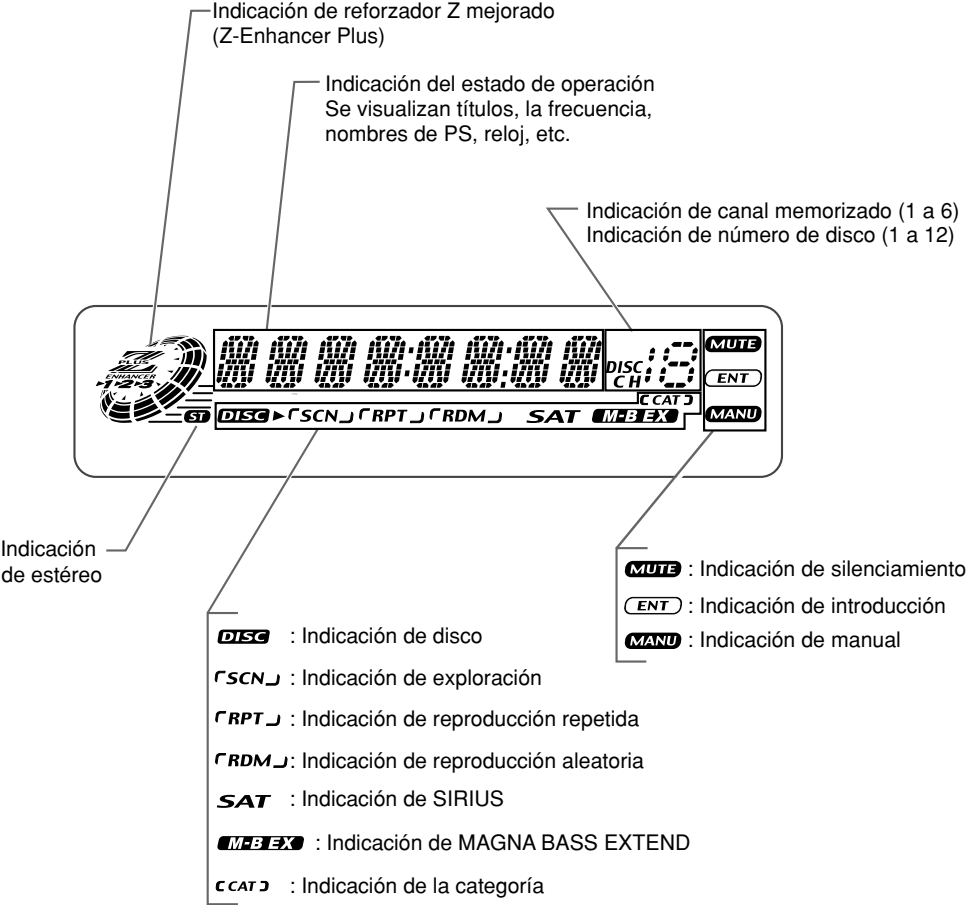 Indicación de reforzador Z mejorado
(Z-Enhancer Plus)
Indicación del estado de operación
Se visualizan títulos, la frecuencia,
nombres de PS, reloj, etc.
Indicación de canal memorizado (1 a 6)
Indicación de número de disco (1 a 12)
Z
PLUS
ENHANCER
1 2 3
DISC
CH
18
MUTE
ENT
MANU
CAT
ST
DISC SCN RPT RDM SAT M-B EX
Indicación
de estéreo
MUTE : Indicación de silenciamiento
ENT : Indicación de introducción
MANU : Indicación de manual
DISC : Indicación de disco
SCN : Indicación de exploración
RPT : Indicación de reproducción repetida
RDM : Indicación de reproducción aleatoria
SAT : Indicación de SIRIUS
M-B EX : Indicación de MAGNA BASS EXTEND
CAT : Indicación de la categoría